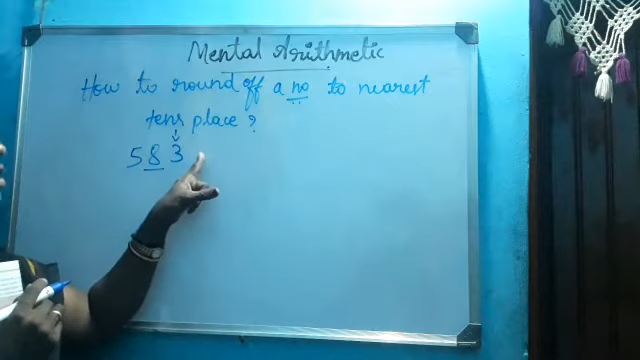 Mental Arithmetic
How to round off a no to nearest
tens place?
583